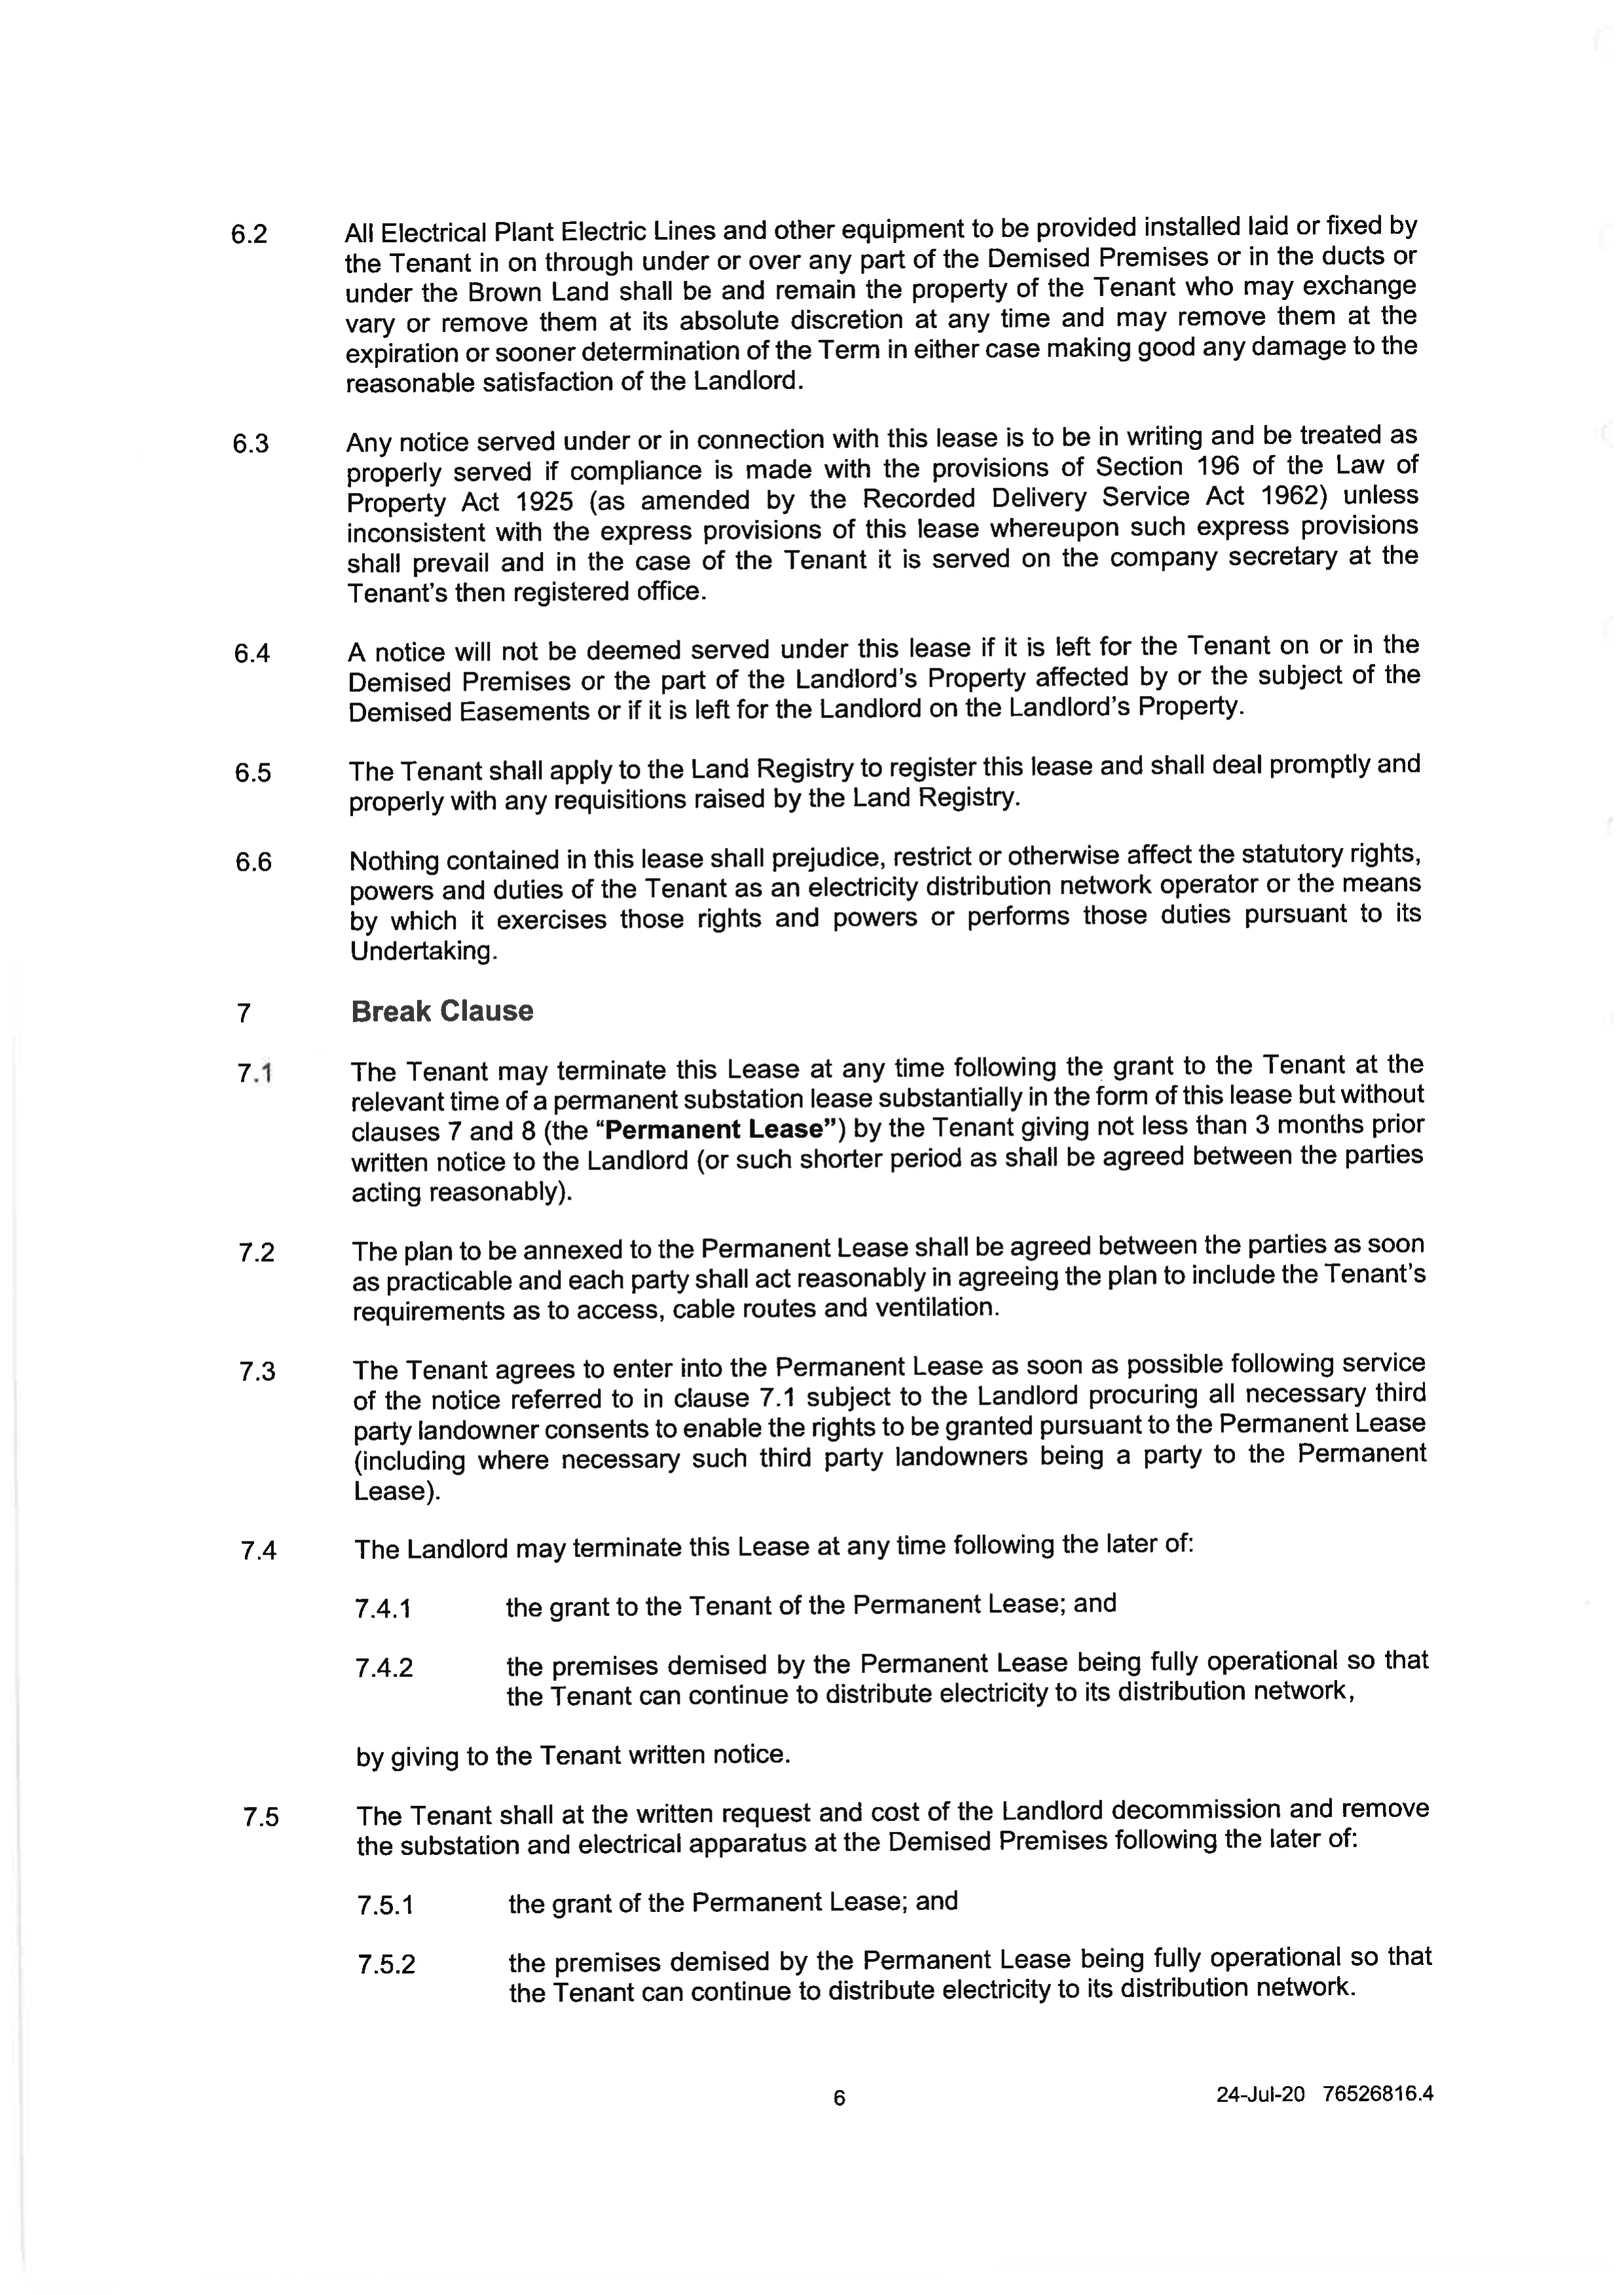 6.2 All Electrical Plant Electric Lines and other equipment to be provided installed laid or fixed by
the Tenant in on through under or over any part of the Demised Premises or in the ducts or
under the Brown Land shall be and remain the property of the Tenant who may exchange
vary or remove them at its absolute discretion at any time and may remove them at the
expiration or sooner determination of the Term in either case making good any damage to the
reasonable satisfaction of the Landlord.
6.3 Any notice served under or in connection with this lease is to be in writing and be treated as
properly served if compliance is made with the provisions of Section 196 of the Law of
Property Act 1925 (as amended by the Recorded Delivery Service Act 1962) unless
inconsistent with the express provisions of this lease whereupon such express provisions
shall prevail and in the case of the Tenant it is served on the company secretary at the
Tenant's then registered office.
6.4 A notice will not be deemed served under this lease if it is left for the Tenant on or in the
Demised Premises or the part of the Landlord's Property affected by or the subject of the
Demised Easements or if it is left for the Landlord on the Landlord's Property.
6.5 The Tenant shall apply to the Land Registry to register this lease and shall deal promptly and
properly with any requisitions raised by the Land Registry.
6.6 Nothing contained in this lease shall prejudice, restrict or otherwise affect the statutory rights,
powers and duties of the Tenant as an electricity distribution network operator or the means
by which it exercises those rights and powers or performs those duties pursuant to its
Undertaking.
7 Break Clause
7.1 The Tenant may terminate this Lease at any time following the grant to the Tenant at the
relevant time of a permanent substation lease substantially in the form of this lease but without
clauses 7 and 8 (the “Permanent Lease”) by the Tenant giving not less than 3 months prior
written notice to the Landlord (or such shorter period as shall be agreed between the parties
acting reasonably).
7.2 The plan to be annexed to the Permanent Lease shall be agreed between the parties as soon
as practicable and each party shall act reasonably in agreeing the plan to include the Tenant's
requirements as to access, cable routes and ventilation.
7.3 The Tenant agrees to enter into the Permanent Lease as soon as possible following service
of the notice referred to in clause 7.1 subject to the Landlord procuring all necessary third
party landowner consents to enable the rights to be granted pursuant to the Permanent Lease
(including where necessary such third party landowners being a party to the Permanent
Lease).
7.4 The Landlord may terminate this Lease at any time following the later of:
7.4.1 the grant to the Tenant of the Permanent Lease; and
7.4.2 the premises demised by the Permanent Lease being fully operational so that
the Tenant can continue to distribute electricity to its distribution network,
by giving to the Tenant written notice.
7.5 The Tenant shall at the written request and cost of the Landlord decommission and remove
the substation and electrical apparatus at the Demised Premises following the later of:
7.5.1 the grant of the Permanent Lease; and
7.5.2 the premises demised by the Permanent Lease being fully operational so that
the Tenant can continue to distribute electricity to its distribution network.
6 24-Jul-20 76526816.4